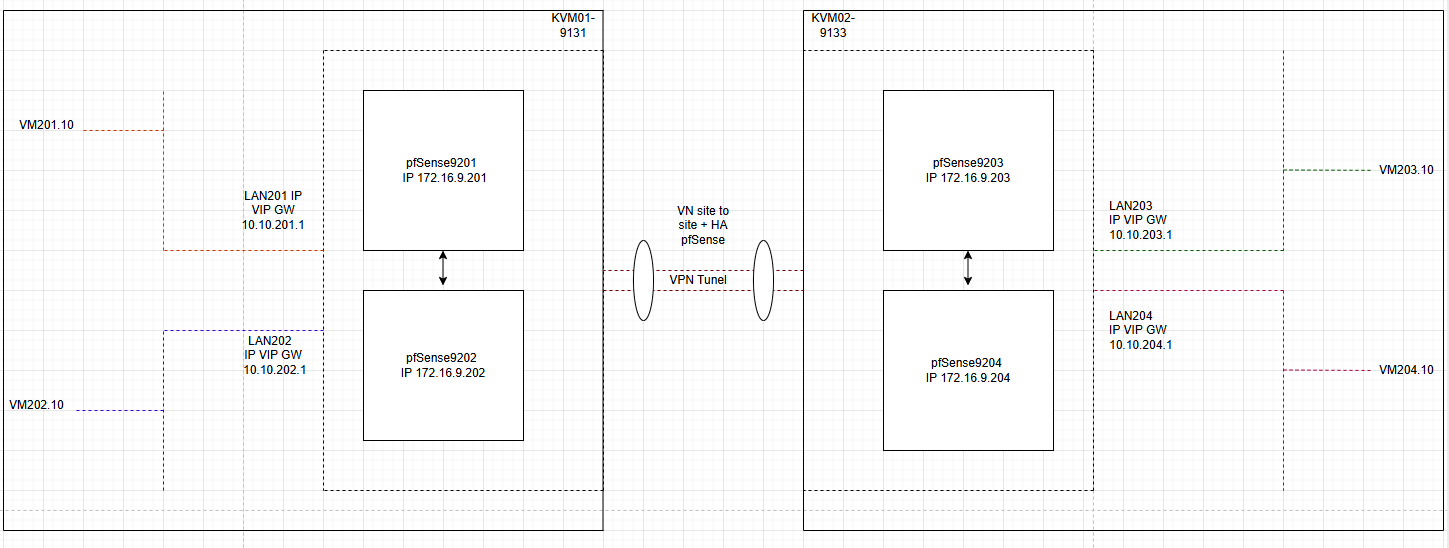 KVM01-
9131
KVM02-
9133
VM201.10
LAN201 IP
VIP GW
10.10.201.1
pfSense9201
IP 172.16.9.201
LAN202
IP VIP GW
10.10.202.1
VM202.10
pfSense9202
IP 172.16.9.202
VN site to
site + HA
pfSense
VPN Tunel
pfSense9203
IP 172.16.9.203
LAN203
IP VIP GW
10.10.203.1
VM203.10
pfSense9204
IP 172.16.9.204
LAN204
IP VIP GW
10.10.204.1
VM204.10